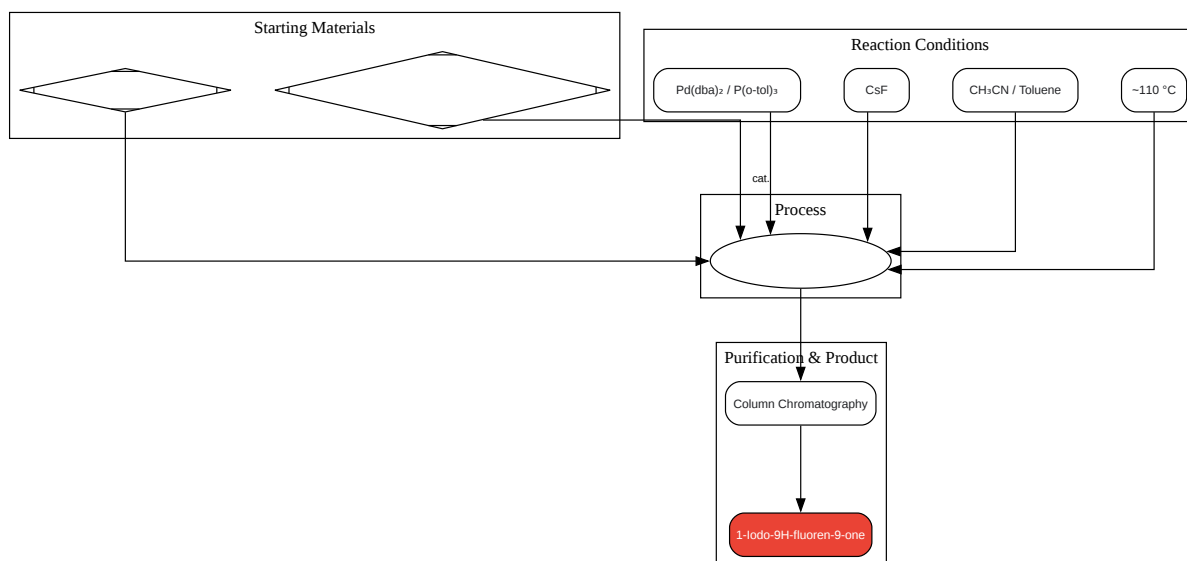 Starting Materials
Reaction Conditions
Pd(dba)₂ / P(o-tol)₃
CsF
CH₃CN / Toluene
~110 °C
cat.
Process
Purification & Product
Column Chromatography
1-Iodo-9H-fluoren-9-one